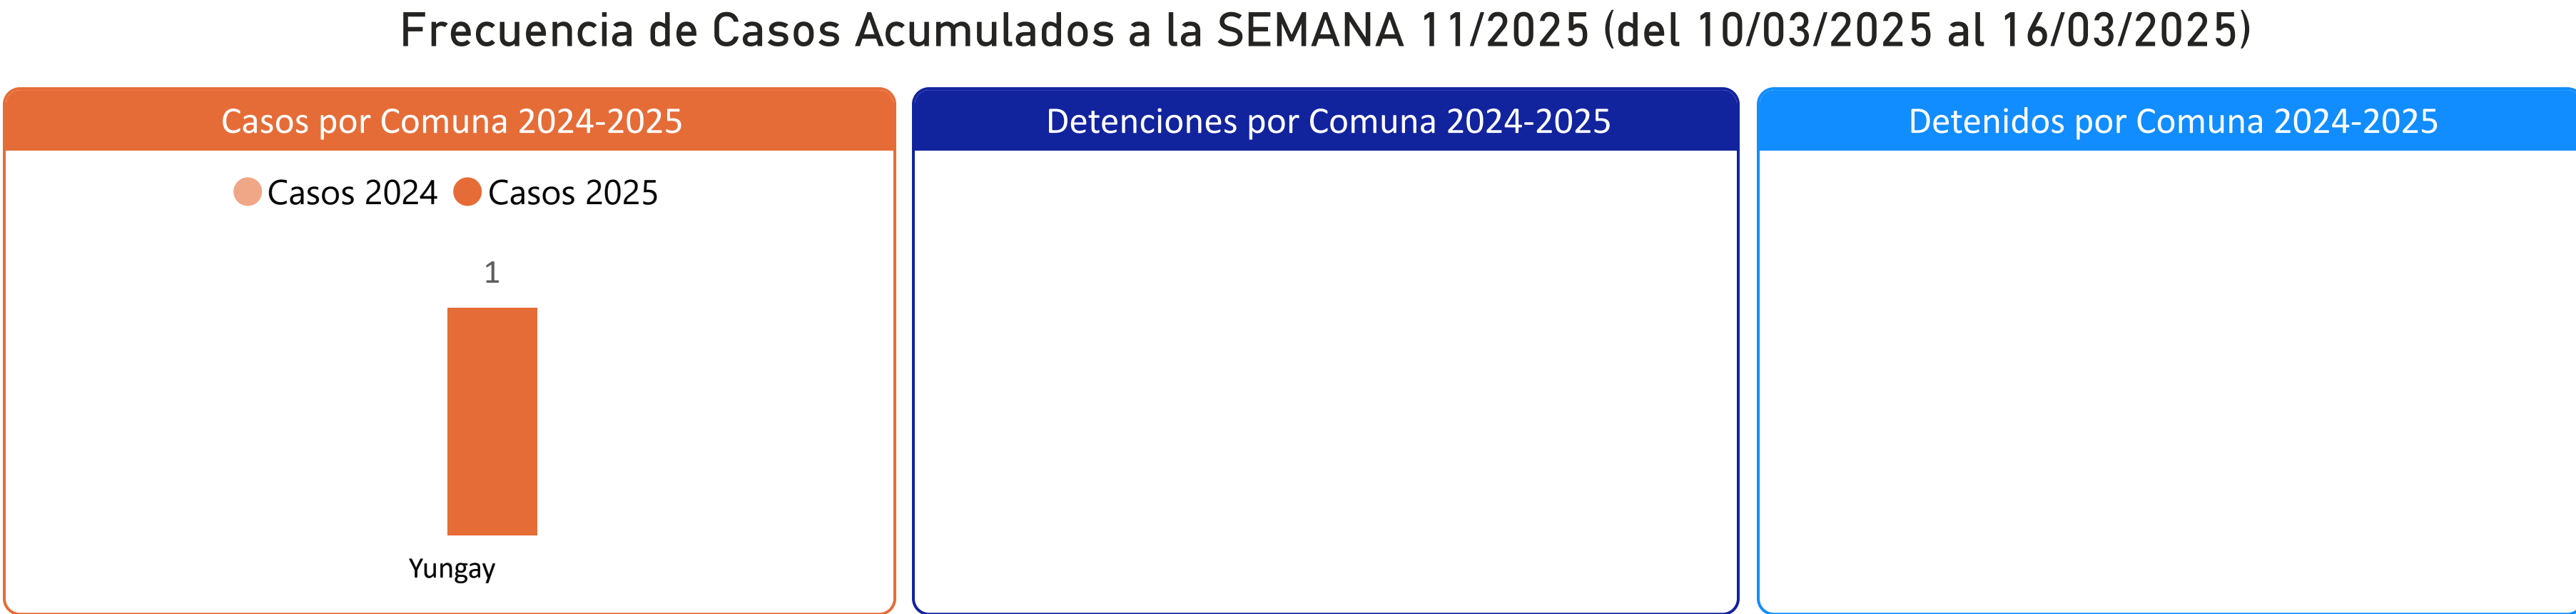 Frecuencia de Casos Acumulados a la SEMANA 11/2025 (del 10/03/2025 al 16/03/2025)
Casos por Comuna 2024-2025
Casos 2024 Casos 2025
1
Yungay
Detenciones por Comuna 2024-2025
Detenidos por Comuna 2024-2025